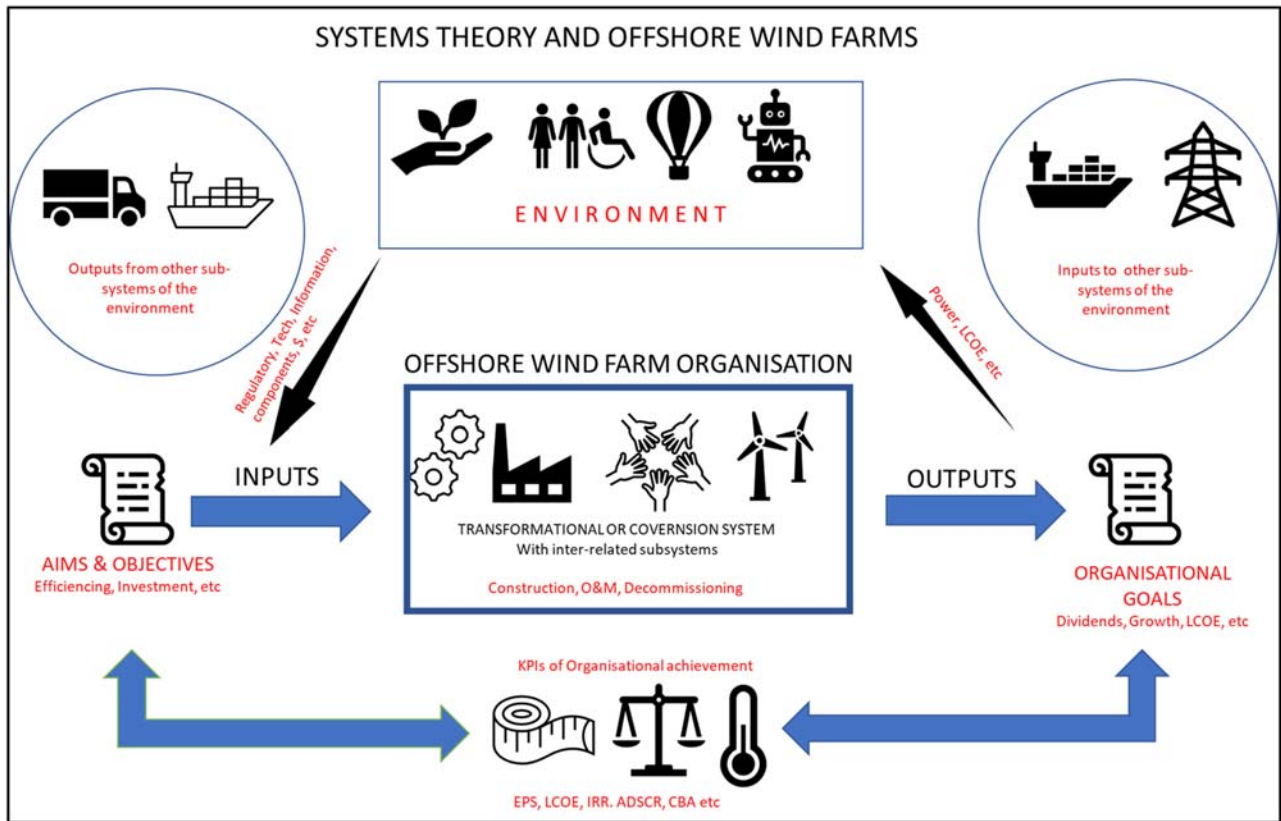 SYSTEMS THEORY AND OFFSHORE WIND FARMS
ENVIRONMENT
Outputs from other sub-
systems of the
environment
Inputs to other sub-
systems of the
environment
Regulatory, Tech, Information,
components, $, etc
Power, LCOE, etc
OFFSHORE WIND FARM ORGANISATION
INPUTS
OUTPUTS
TRANSFORMATIONAL OR COVERNSION SYSTEM
With inter-related subsystems
Construction, O&M, Decommissioning
AIMS & OBJECTIVES
Efficiencing, Investment, etc
ORGANISATIONAL
GOALS
Dividends, Growth, LCOE, etc
KPIs of Organisational achievement
EPS, LCOE, IRR. ADSCR, CBA etc